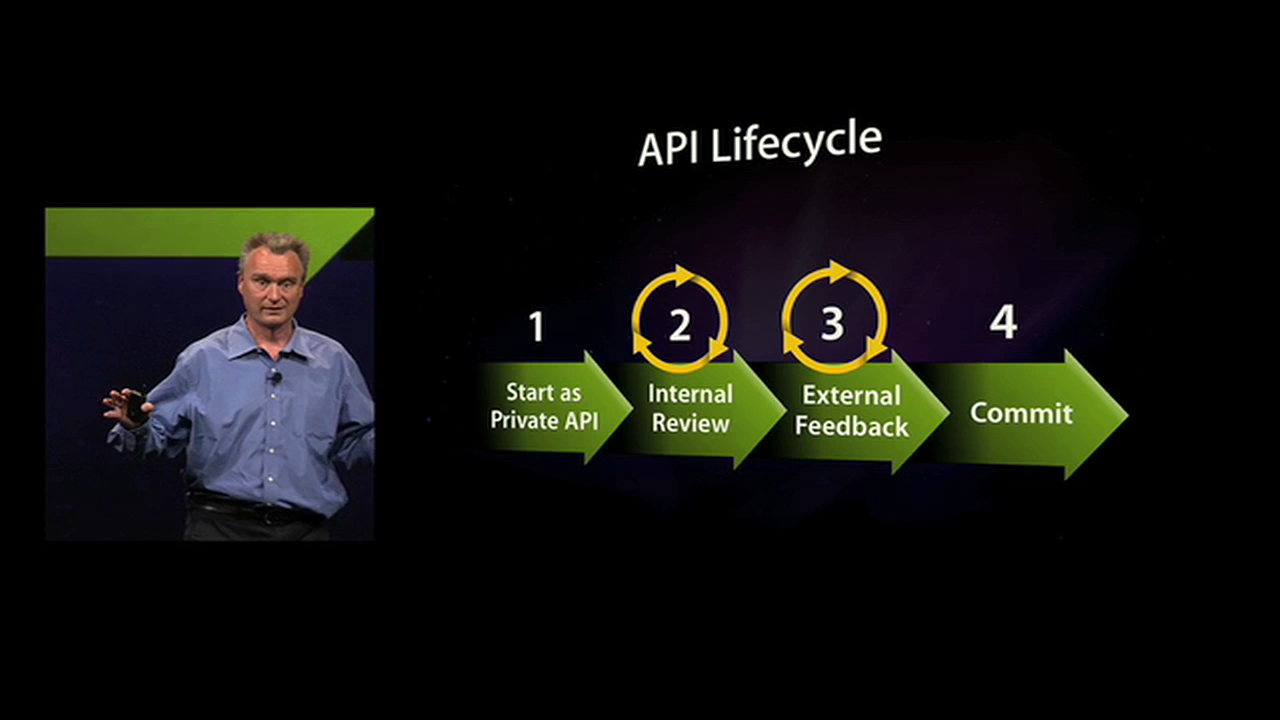 API Lifecycle
1
2
3
4
Start as
Private API
Internal
Review
External
Feedback
Commit